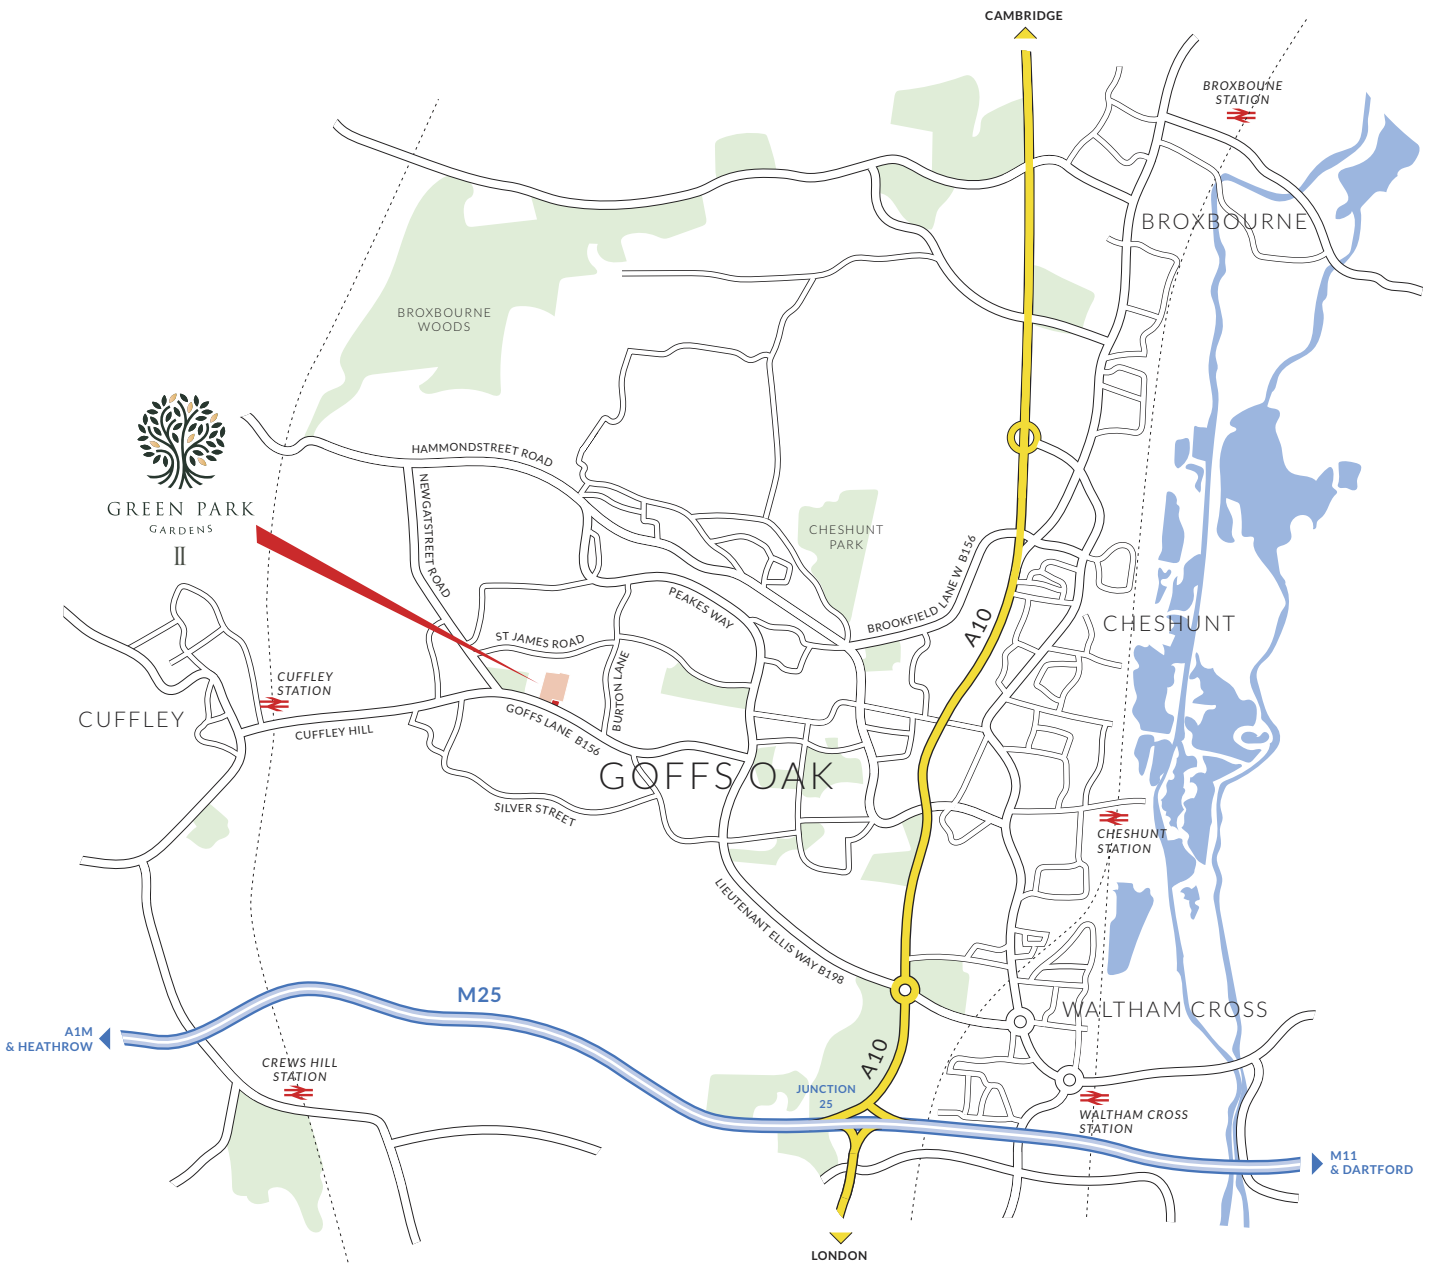 CAMBRIDGE
BROXBOUNE
STATION
BROXBOURNE
BROXBOURNE
WOODS
HAMMONDSTREET ROAD
NEWGATSTREET ROAD
GREEN PARK
GARDENS
II
CHESHUNT
PARK
BROOKFIELD LANE W B156
A10
PEAKES WAY
ST JAMES ROAD
BURTON LANE
CHESHUNT
CUFFLEY
STATION
CUFFLEY
CUFFLEY HILL
GOFFS LANE B156
GOFFS OAK
SILVER STREET
CHESHUNT
STATION
LIEUTENANT ELLIS WAY B198
M25
WALTHAM CROSS
A1M
& HEATHROW
CREWS HILL
STATION
A10
JUNCTION
25
WALTHAM CROSS
STATION
M11
& DARTFORD
LONDON